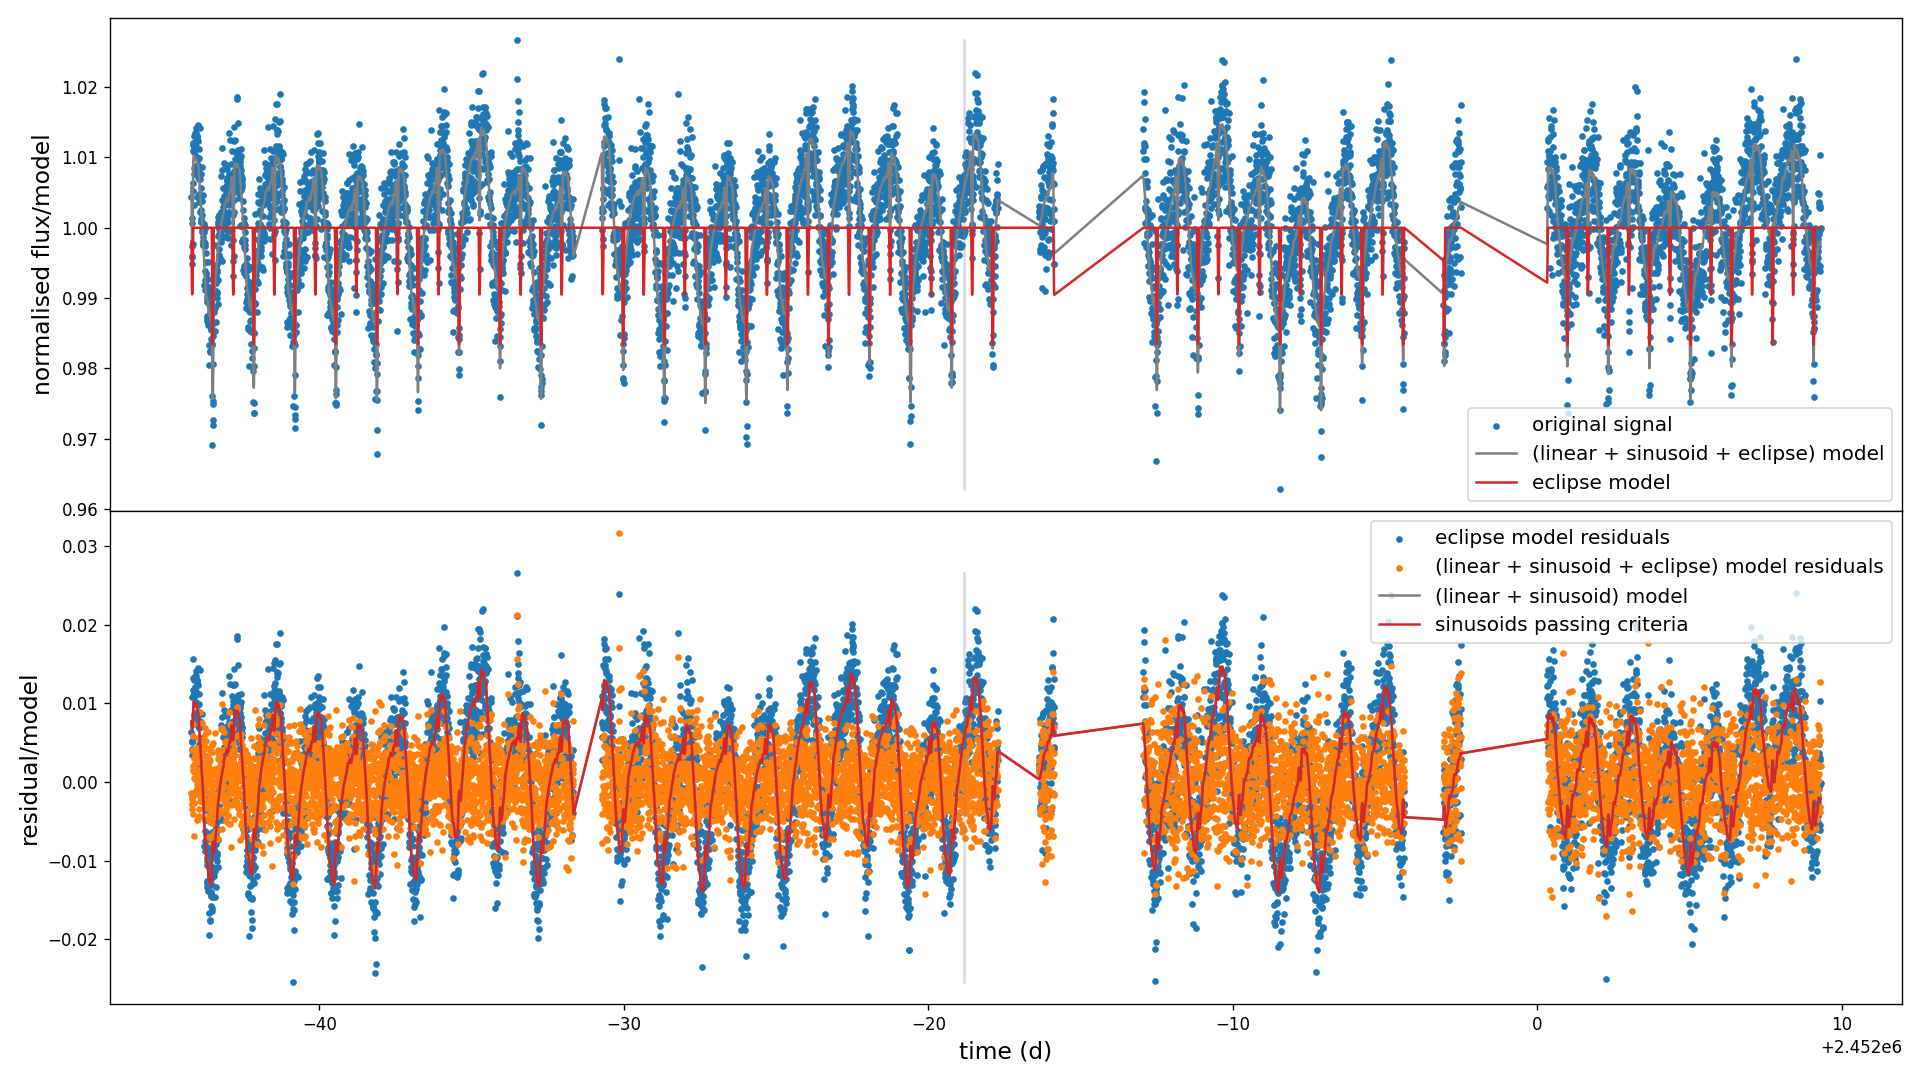 normalised flux/model
1.02
1.01
1.00
0.99
0.98
0.97
0.96
original signal
(linear + sinusoid + eclipse) model
eclipse model
residual/model
0.03
0.02
0.01
0.00
−0.01
−0.02
eclipse model residuals
(linear + sinusoid + eclipse) model residuals
(linear + sinusoid) model
sinusoids passing criteria
−40
−30
−20
−10
0
10
time (d)
+2.452e6